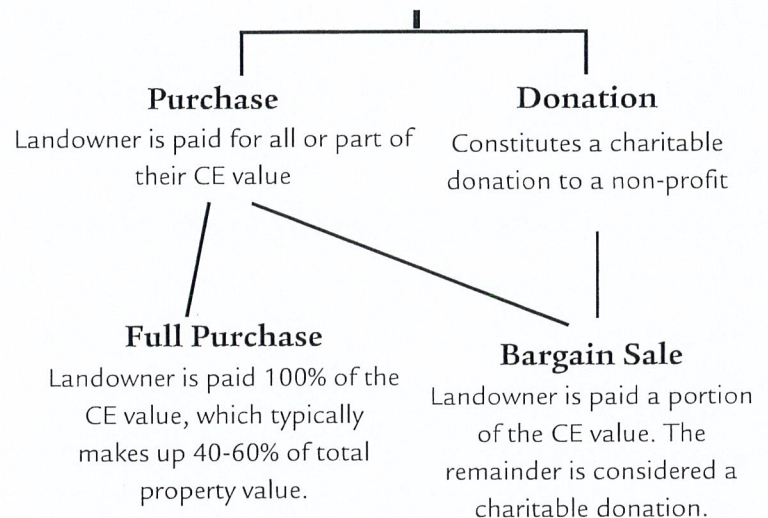 Purchase
Landowner is paid for all or part of
their CE value
Donation
Constitutes a charitable
donation to a non-profit
Full Purchase
Landowner is paid 100% of the
CE value, which typically
makes up 40-60% of total
property value.
Bargain Sale
Landowner is paid a portion
of the CE value. The
remainder is considered a
charitable donation.